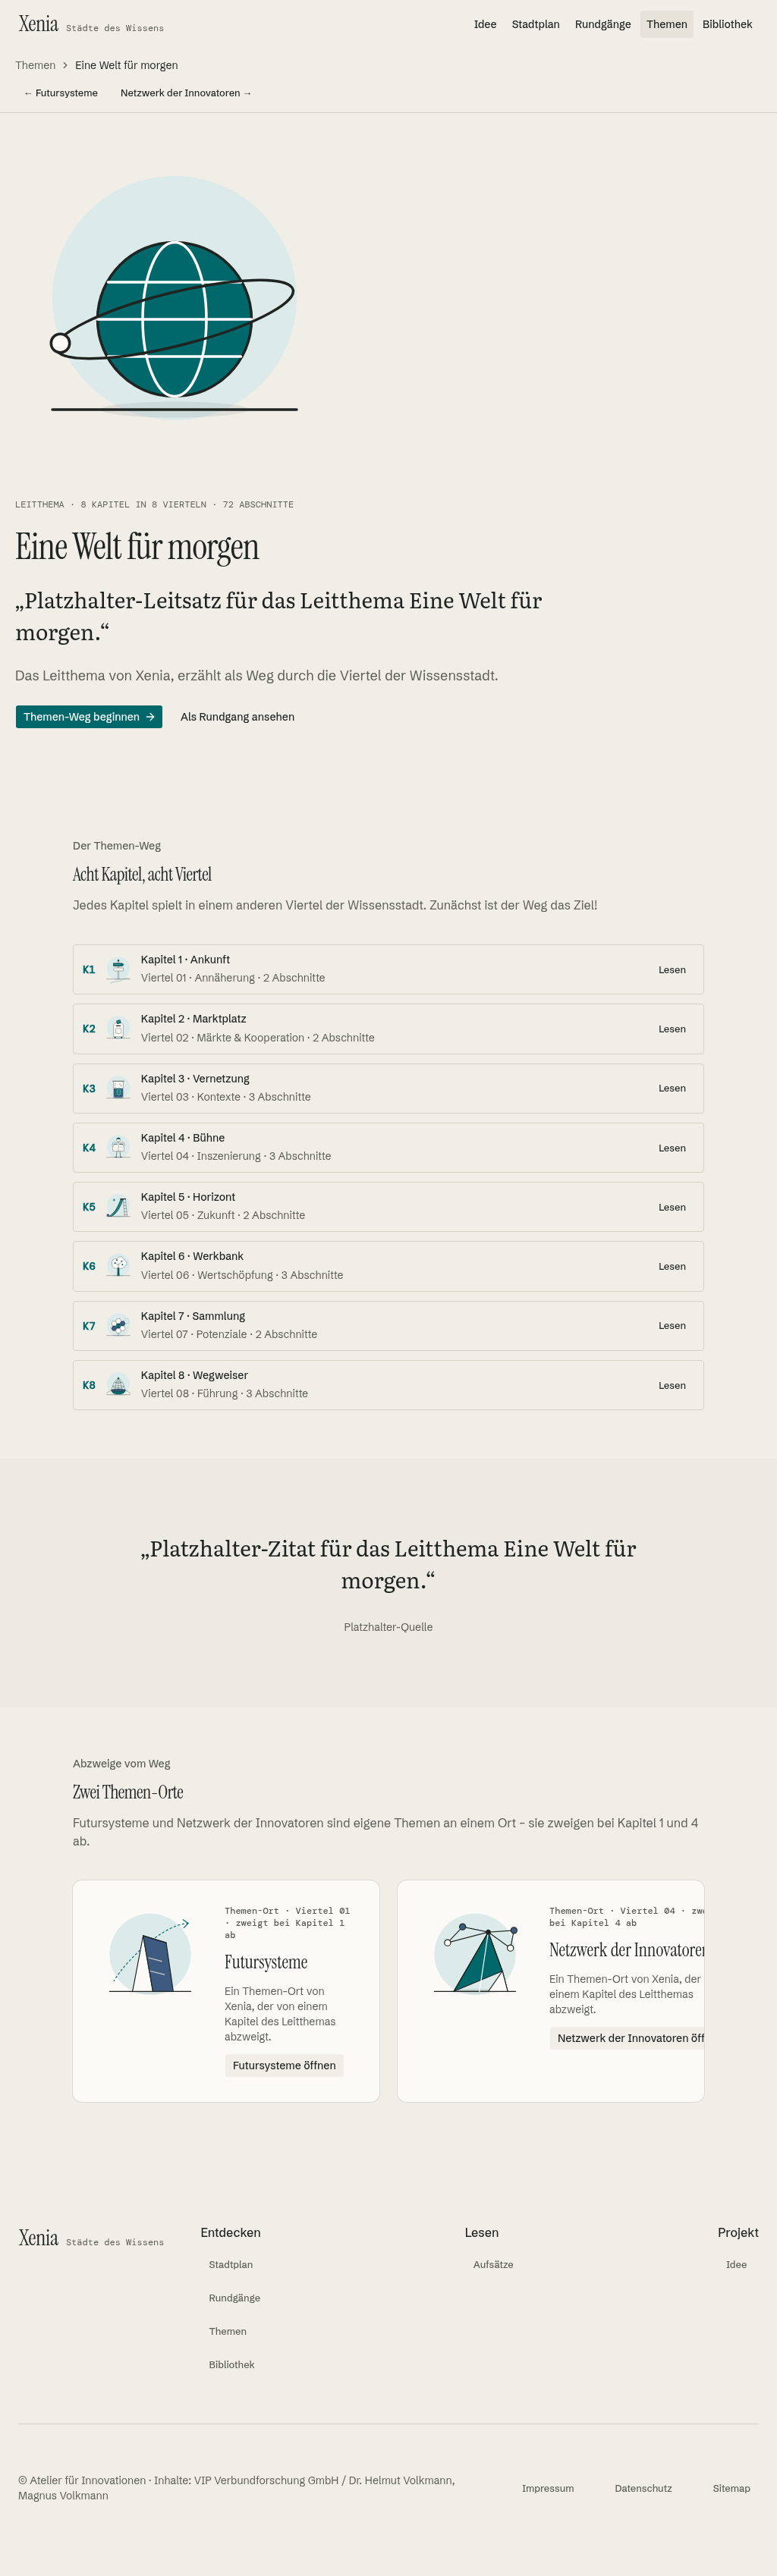 Xenia Städte des Wissens
Idee Stadtplan Rundgänge Themen Bibliothek
Themen > Eine Welt für morgen
← Futursysteme Netzwerk der Innovatoren →
LEITTHEMA · 8 KAPITEL IN 8 VIERTELN · 72 ABSCHNITTE
Eine Welt für morgen
„Platzhalter-Leitsatz für das Leitthema Eine Welt für
morgen.“
Das Leitthema von Xenia, erzählt als Weg durch die Viertel der Wissensstadt.
Themen-Weg beginnen → Als Rundgang ansehen
Der Themen-Weg
Acht Kapitel, acht Viertel
Jedes Kapitel spielt in einem anderen Viertel der Wissensstadt. Zunächst ist der Weg das Ziel!
K1
Kapitel 1 · Ankunft
Viertel 01 · Annäherung · 2 Abschnitte
Lesen
K2
Kapitel 2 · Marktplatz
Viertel 02 · Märkte & Kooperation · 2 Abschnitte
Lesen
K3
Kapitel 3 · Vernetzung
Viertel 03 · Kontexte · 3 Abschnitte
Lesen
K4
Kapitel 4 · Bühne
Viertel 04 · Inszenierung · 3 Abschnitte
Lesen
K5
Kapitel 5 · Horizont
Viertel 05 · Zukunft · 2 Abschnitte
Lesen
K6
Kapitel 6 · Werkbank
Viertel 06 · Wertschöpfung · 3 Abschnitte
Lesen
K7
Kapitel 7 · Sammlung
Viertel 07 · Potenziale · 2 Abschnitte
Lesen
K8
Kapitel 8 · Wegweiser
Viertel 08 · Führung · 3 Abschnitte
Lesen
„Platzhalter-Zitat für das Leitthema Eine Welt für
morgen.“
Platzhalter-Quelle
Abzweige vom Weg
Zwei Themen-Orte
Futursysteme und Netzwerk der Innovatoren sind eigene Themen an einem Ort – sie zweigen bei Kapitel 1 und 4
ab.
Themen-Ort · Viertel 01
· zweigt bei Kapitel 1
ab
Futursysteme
Ein Themen-Ort von
Xenia, der von einem
Kapitel des Leitthemas
abzweigt.
Futursysteme öffnen
Themen-Ort · Viertel 04 ·
bei Kapitel 4 ab
Netzwerk der Innovatoren
Ein Themen-Ort von Xenia, der
einem Kapitel des Leitthemas
abzweigt.
Netzwerk der Innovatoren
Xenia Städte des Wissens
Entdecken
Stadtplan
Rundgänge
Themen
Bibliothek
Lesen
Aufsätze
Projekt
Idee
© Atelier für Innovationen · Inhalte: VIP Verbundforschung GmbH / Dr. Helmut Volkmann,
Magnus Volkmann
Impressum Datenschutz Sitemap